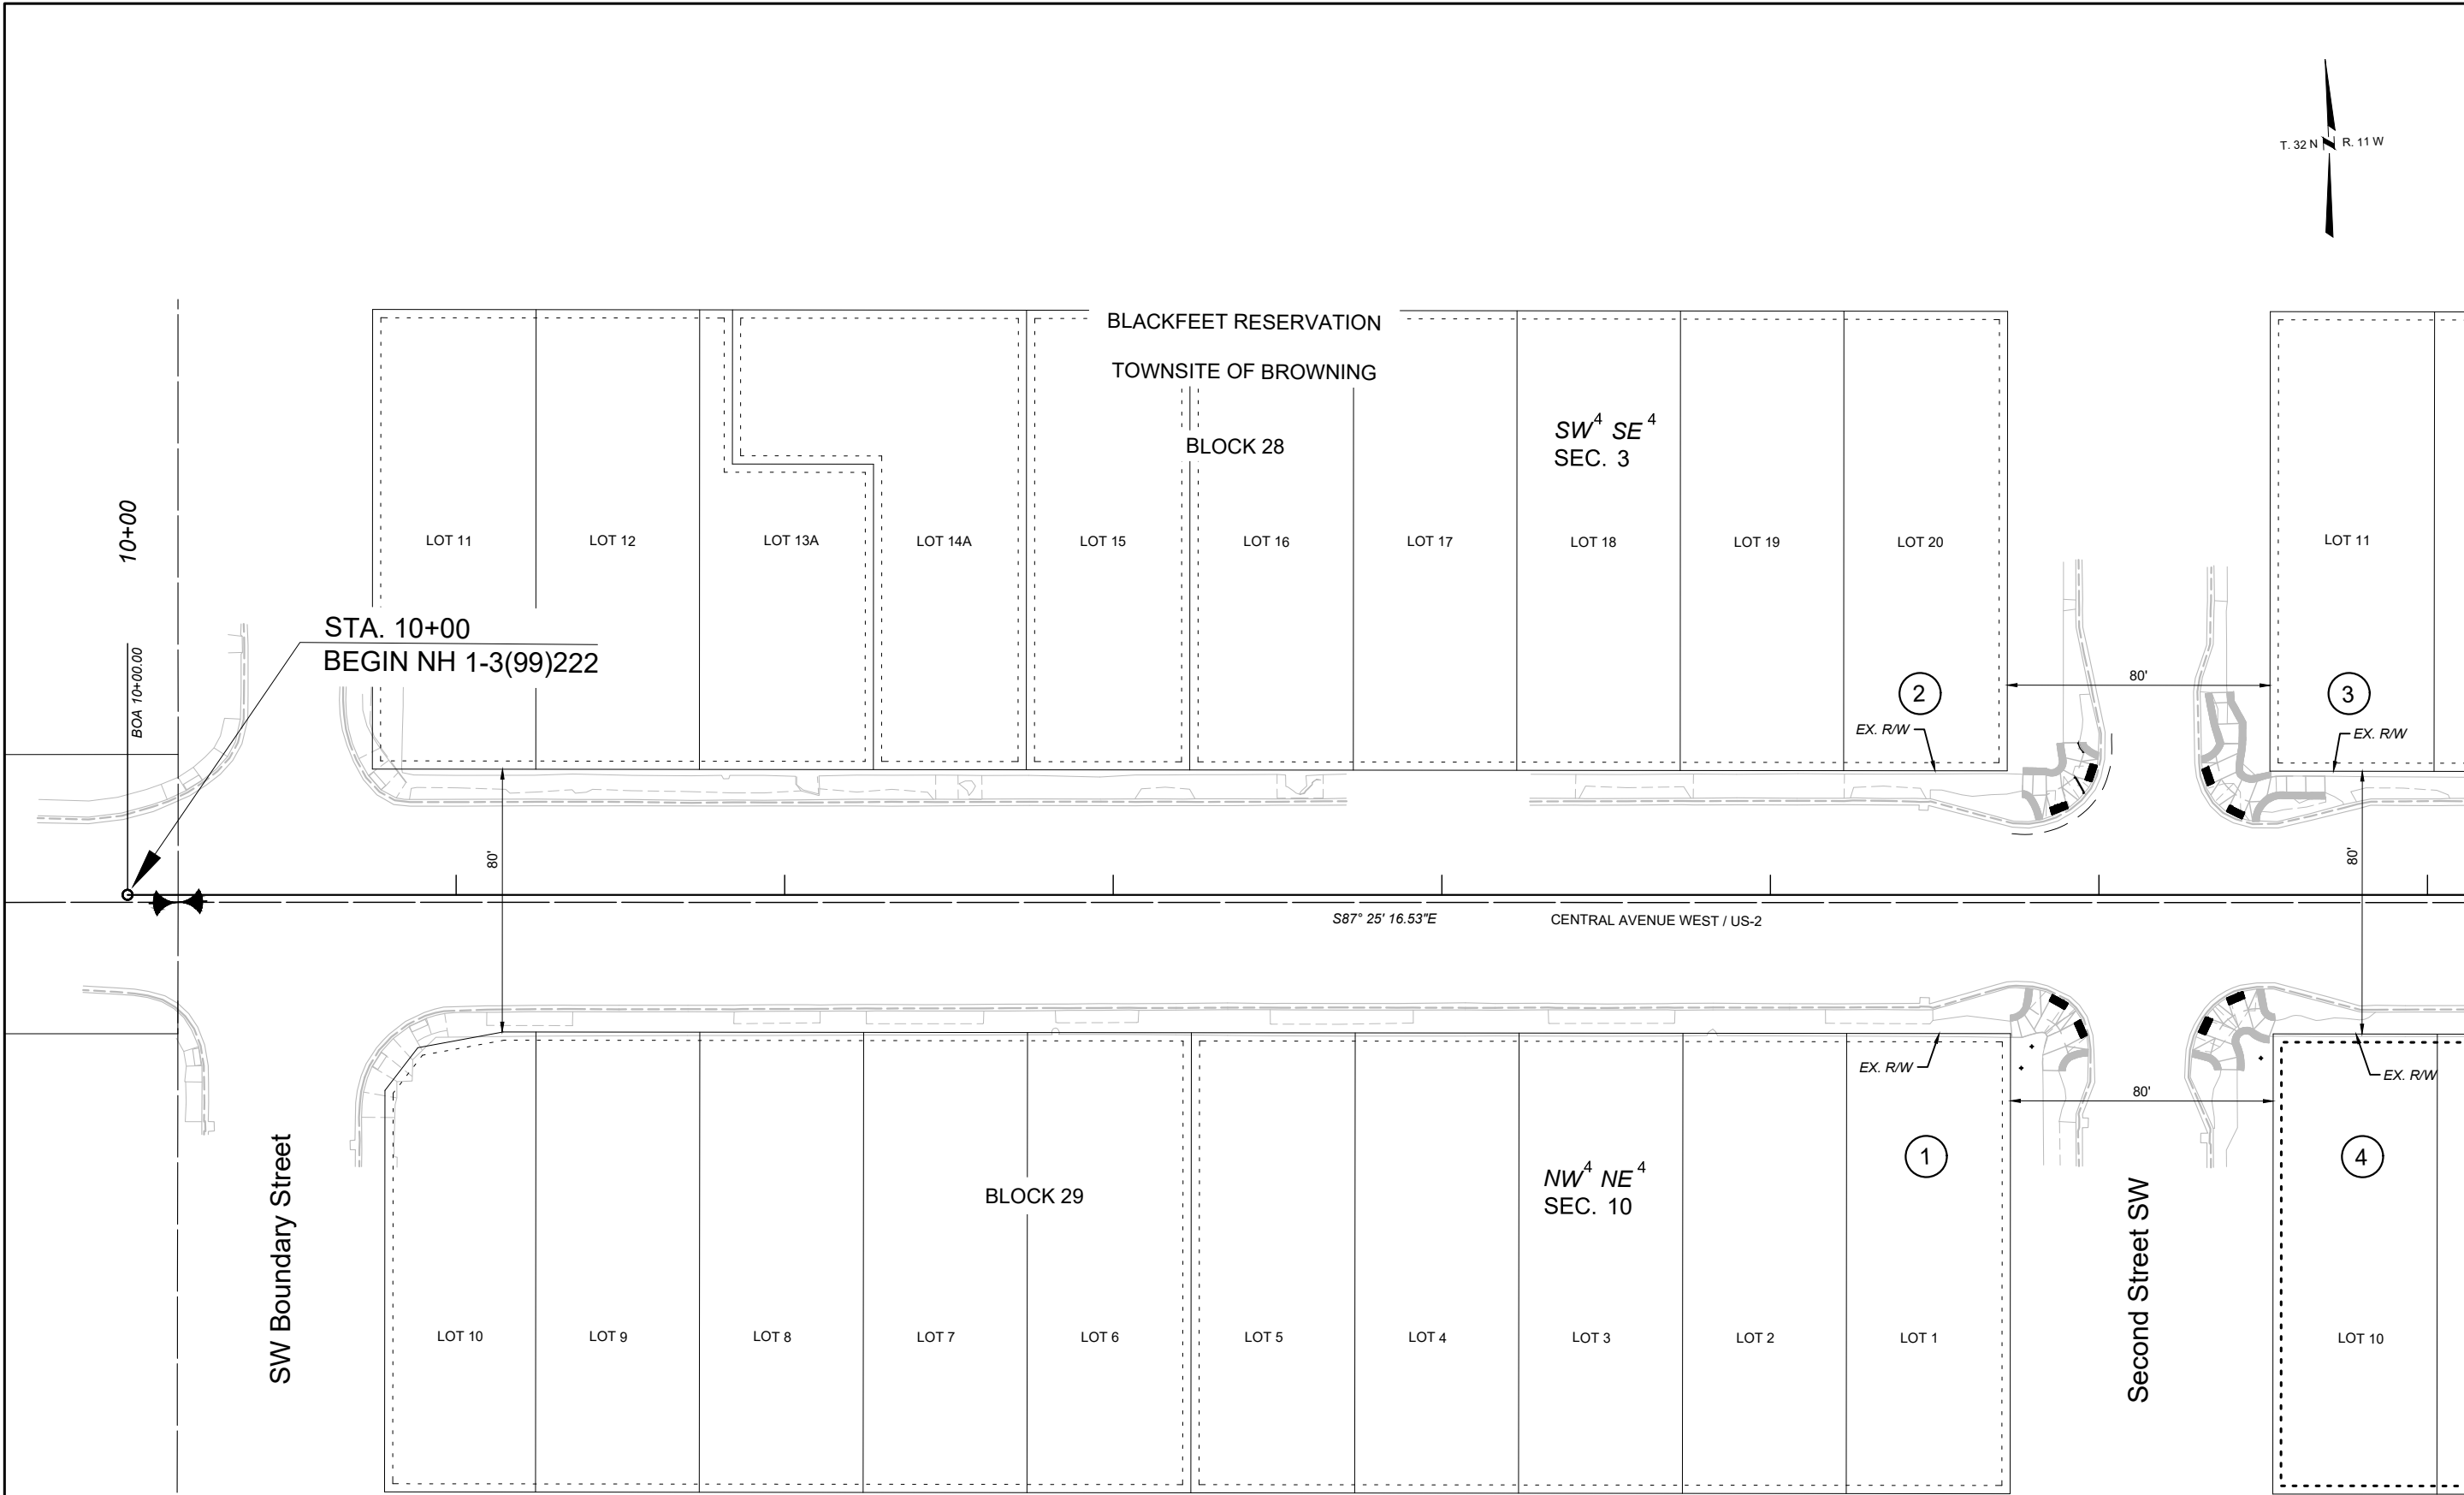 T. 32 N N R. 11 W
BLACKFEET RESERVATION
TOWNSITE OF BROWNING
BLOCK 28
SW4 SE4
SEC. 3
10+00
LOT 11
LOT 12
LOT 13A
LOT 14A
LOT 15
LOT 16
LOT 17
LOT 18
LOT 19
LOT 20
LOT 11
STA. 10+00
BEGIN NH 1-3(99)222
BOA 10+00.00
2
80'
3
EX. R/W
EX. R/W
80'
80'
S87° 25' 16.53"E
CENTRAL AVENUE WEST / US-2
EX. R/W
EX. R/W
80'
1
4
NW4 NE4
SEC. 10
BLOCK 29
SW Boundary Street
Second Street SW
LOT 10
LOT 9
LOT 8
LOT 7
LOT 6
LOT 5
LOT 4
LOT 3
LOT 2
LOT 1
LOT 10